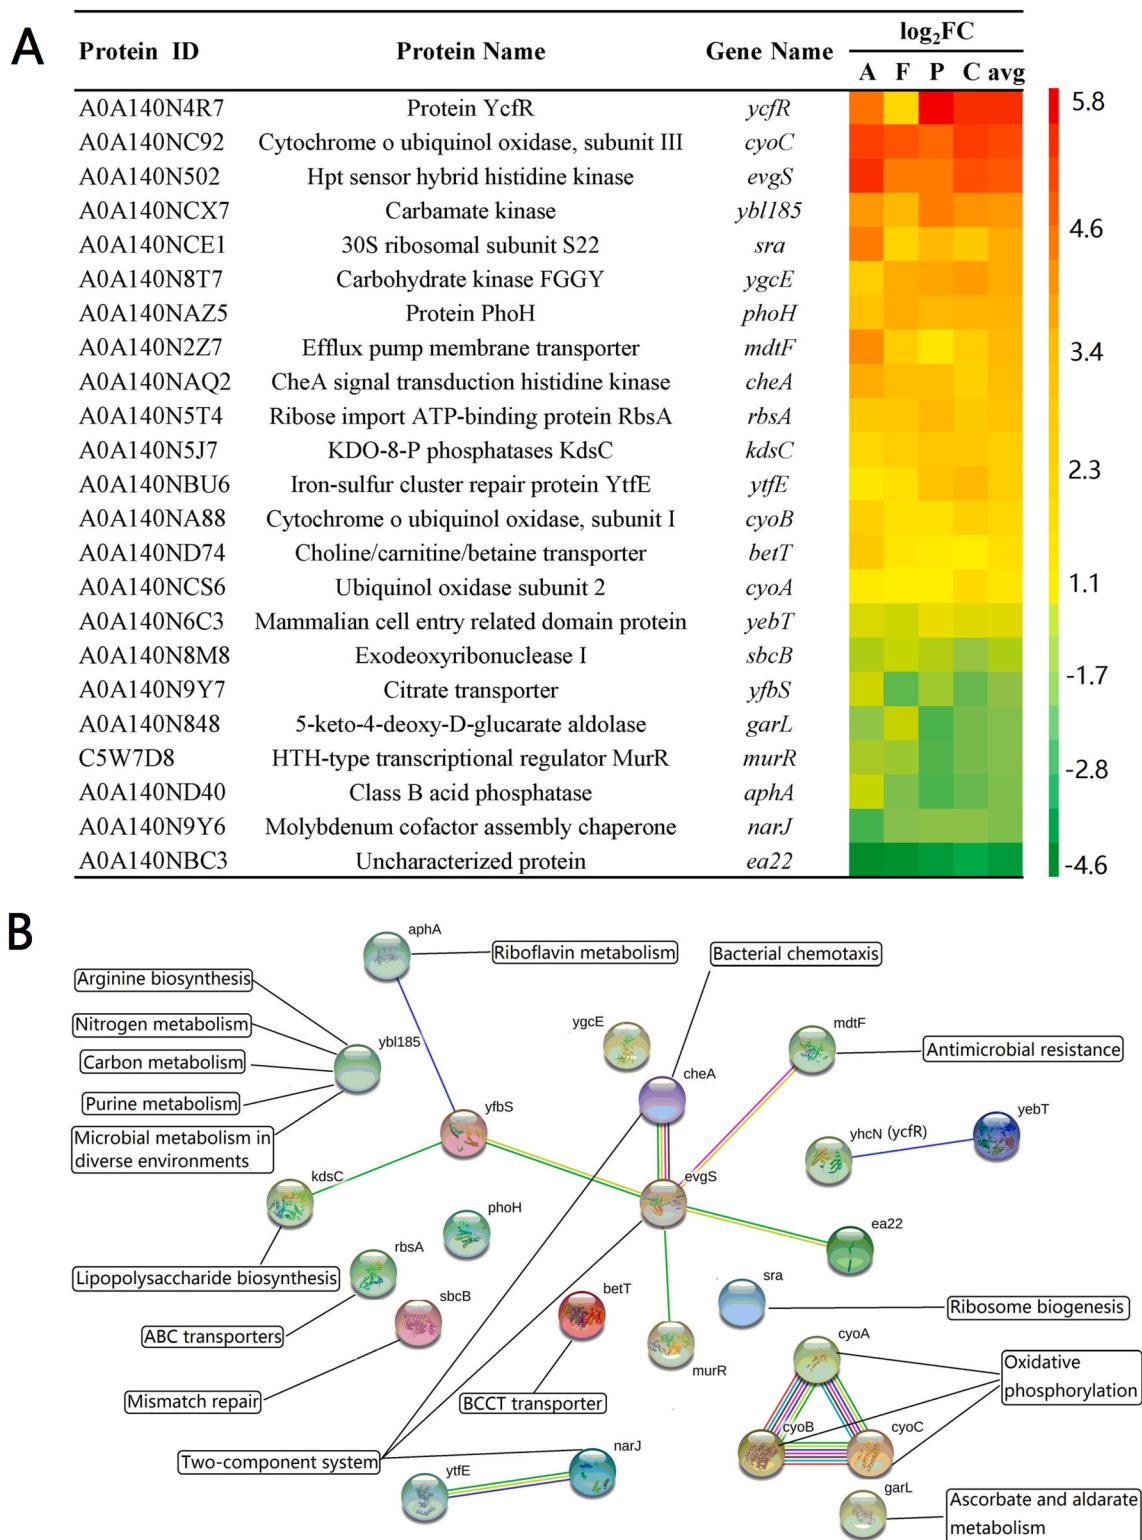 A
Protein ID Protein Name Gene Name log₂FC
A F P C avg
A0A140N4R7 Protein YcfR ycfR
A0A140NC92 Cytochrome o ubiquinol oxidase, subunit III cyoC
A0A140N502 Hpt sensor hybrid histidine kinase evgS
A0A140NCX7 Carbamate kinase ybl185
A0A140NCE1 30S ribosomal subunit S22 sra
A0A140N8T7 Carbohydrate kinase FGGY ygcE
A0A140NAZ5 Protein PhoH phoH
A0A140N2Z7 Efflux pump membrane transporter mdtF
A0A140NAQ2 CheA signal transduction histidine kinase cheA
A0A140N5T4 Ribose import ATP-binding protein RbsA rbsA
A0A140N5J7 KDO-8-P phosphatases KdsC kdsC
A0A140NBU6 Iron-sulfur cluster repair protein YtfE ytfE
A0A140NA88 Cytochrome o ubiquinol oxidase, subunit I cyoB
A0A140ND74 Choline/carnitine/betaine transporter betT
A0A140NCS6 Ubiquinol oxidase subunit 2 cyoA
A0A140N6C3 Mammalian cell entry related domain protein yebT
A0A140N8M8 Exodeoxyribonuclease I sbcB
A0A140N9Y7 Citrate transporter yfbS
A0A140N848 5-keto-4-deoxy-D-glucarate aldolase garL
C5W7D8 HTH-type transcriptional regulator MurR murR
A0A140ND40 Class B acid phosphatase aphA
A0A140N9Y6 Molybdenum cofactor assembly chaperone narJ
A0A140NBC3 Uncharacterized protein ea22
5.8
4.6
3.4
2.3
1.1
-1.7
-2.8
-4.6
B
aphA
Riboflavin metabolism
Bacterial chemotaxis
Arginine biosynthesis
Nitrogen metabolism
Carbon metabolism
Purine metabolism
Microbial metabolism in
diverse environments
ybl185
ygcE
cheA
mdtF
Antimicrobial resistance
yfbS
yhcN (ycfR)
yebT
kdsC
evgS
phoH
ea22
Lipopolysaccharide biosynthesis
rbsA
ABC transporters
sbcB
betT
sra
Ribosome biogenesis
murR
Mismatch repair
BCCT transporter
cyoA
Oxidative
phosphorylation
cyoB
cyoC
Two-component system
ytfE
narJ
garL
Ascorbate and aldarate
metabolism